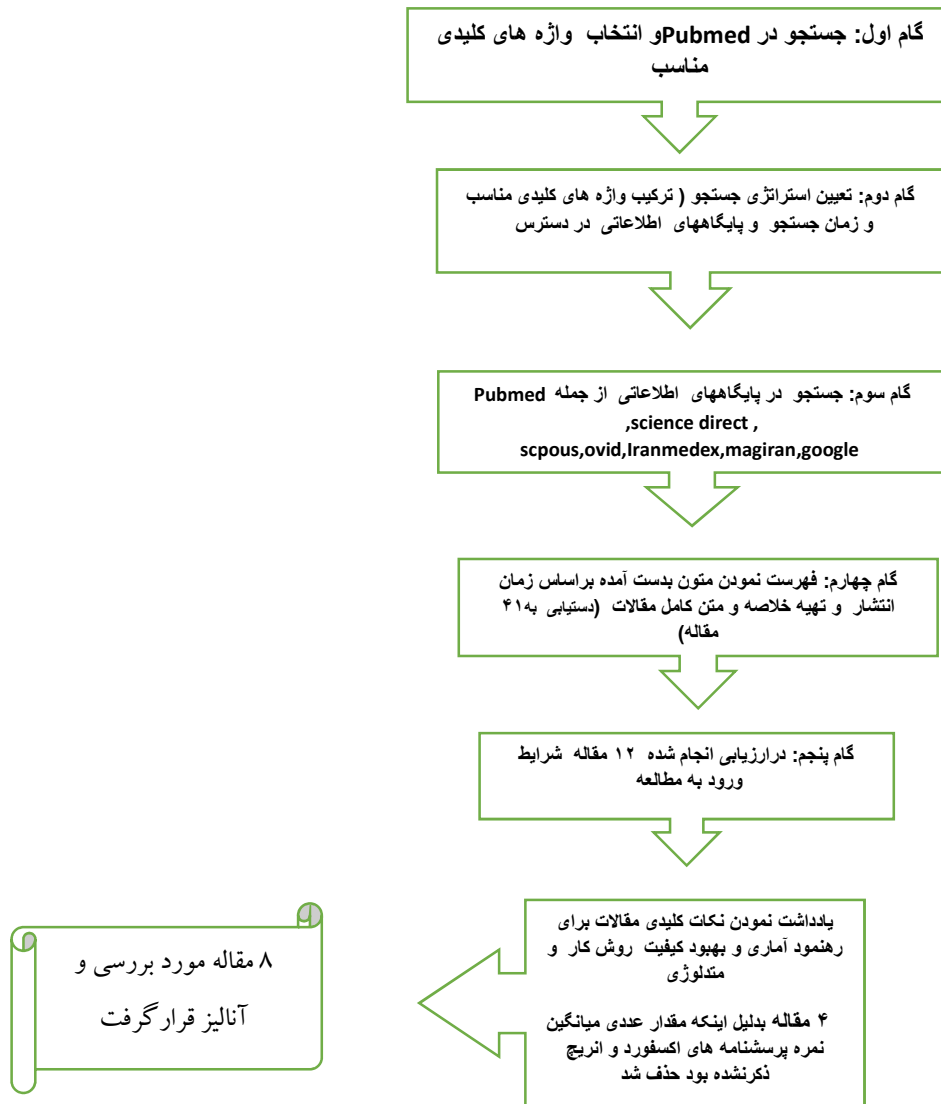 گام اول: جستجو در Pubmedو انتخاب واژه های کلیدی
مناسب
گام دوم: تعیین استراتژی جستجو ( ترکیب واژه های کلیدی مناسب
و زمان جستجو و پایگاههای اطلاعاتی در دسترس
گام سوم: جستجو در پایگاههای اطلاعاتی از جمله Pubmed
,science direct ,
scpous,ovid,Iranmedex,magiran,google
گام چهارم: فهرست نمودن متون بدست آمده براساس زمان
انتشار و تهیه خلاصه و متن کامل مقالات (دستیابی به۴۱
مقاله)
گام پنجم: درارزیابی انجام شده ۱۲ مقاله شرایط
ورود به مطالعه
یادداشت نمودن نکات کلیدی مقالات برای
رهنمود آماری و بهبود کیفیت روش کار و
متدلوژی
۴ مقاله بدلیل اینکه مقدار عددی میانگین
نمره پرسشنامه های اکسفورد و انریچ
ذکرنشده بود حذف شد
۸ مقاله مورد بررسی و
آنالیز قرارگرفت